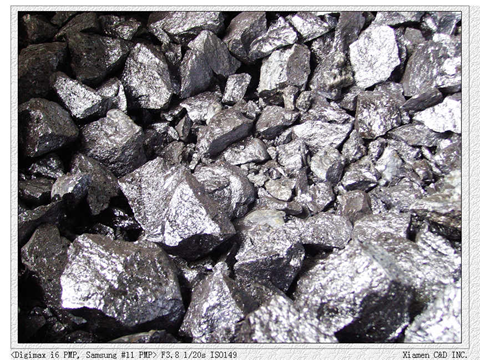 <Digimax i6 PMP, Samsung #11 PMP> F3.8 1/20s ISO149
Xiamen C&D INC.